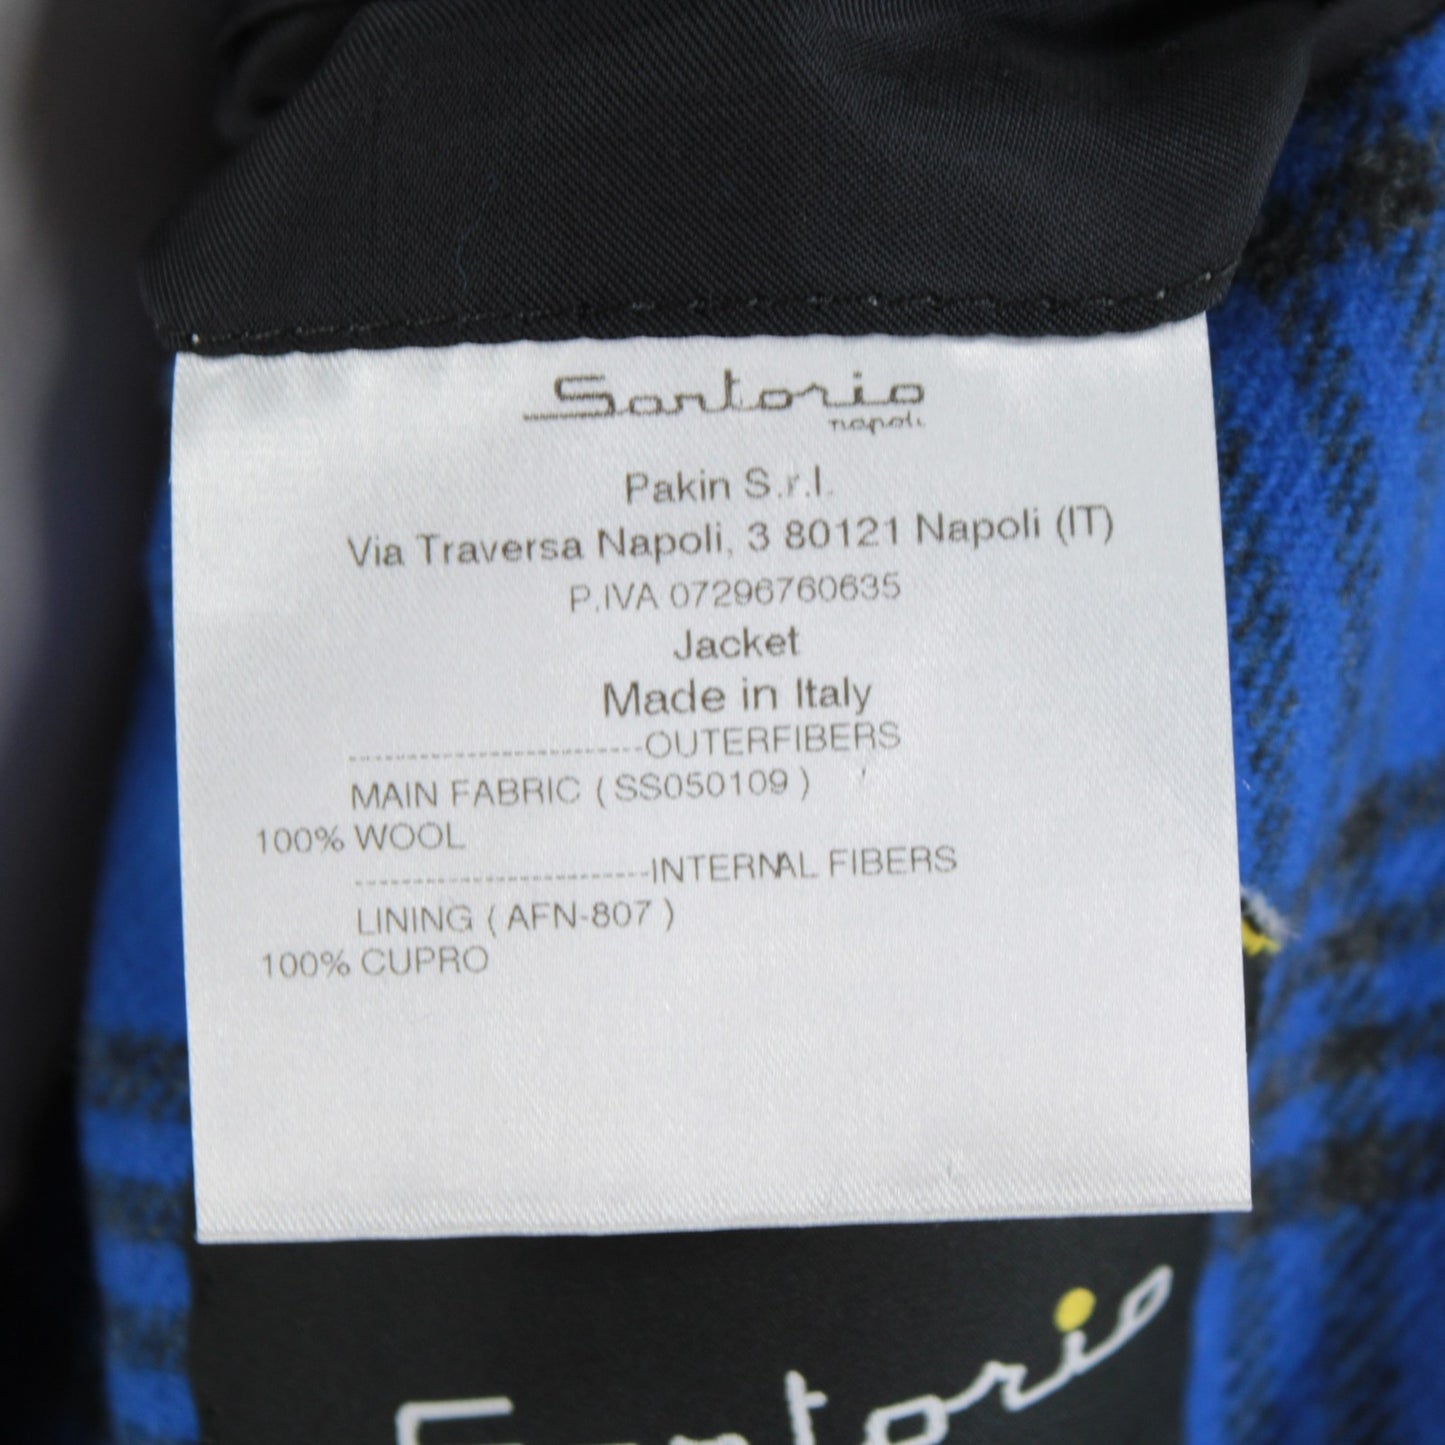 Sartorio
napoli
Pakin S.r.l.
Via Traversa Napoli, 3 80121 Napoli (IT)
P.IVA 07296760635
Jacket
Made in Italy
-------------------------OUTERFIBERS
MAIN FABRIC ( SS050109 )
100% WOOL
-------------------------INTERNAL FIBERS
LINING ( AFN-807 )
100% CUPRO
Sartorio